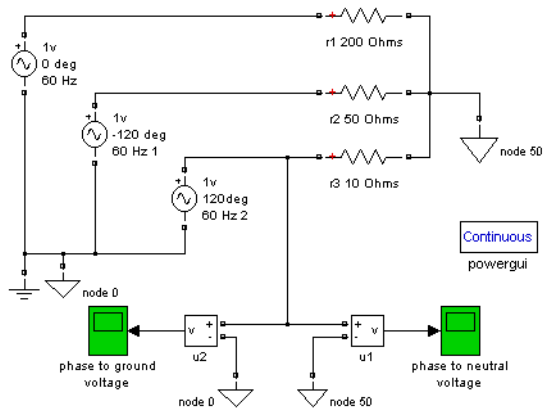 r1 200 Ohms
1v
0 deg
60 Hz
r2 50 Ohms
1v
-120 deg
60 Hz 1
node 50
r3 10 Ohms
1v
120deg
60 Hz 2
Continuous
powergui
node 0
v
+
-
u2
v
+
-
u1
phase to ground
voltage
phase to neutral
voltage
node 0
node 50